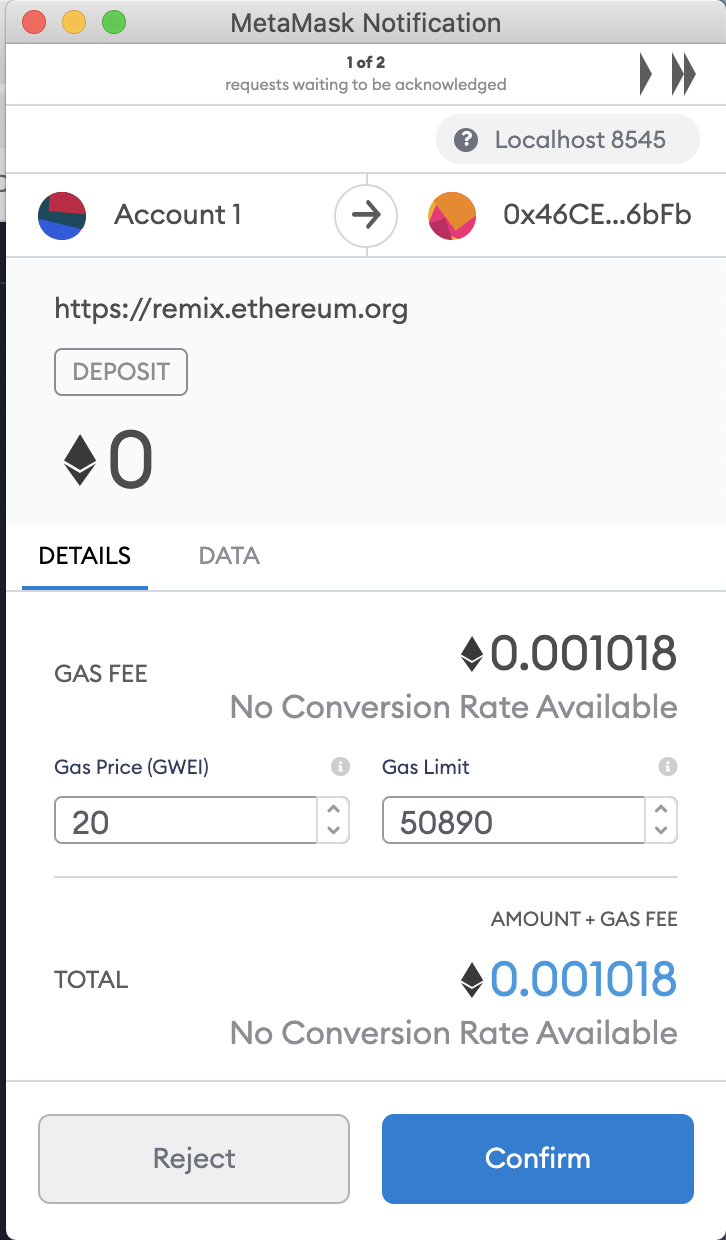 MetaMask Notification
1 of 2
requests waiting to be acknowledged
? Localhost 8545
Account 1
0x46CE...6bFb
https://remix.ethereum.org
DEPOSIT
0
DETAILS DATA
GAS FEE
0.001018
No Conversion Rate Available
Gas Price (GWEI) Gas Limit
20 50890
AMOUNT + GAS FEE
TOTAL
0.001018
No Conversion Rate Available
Reject Confirm